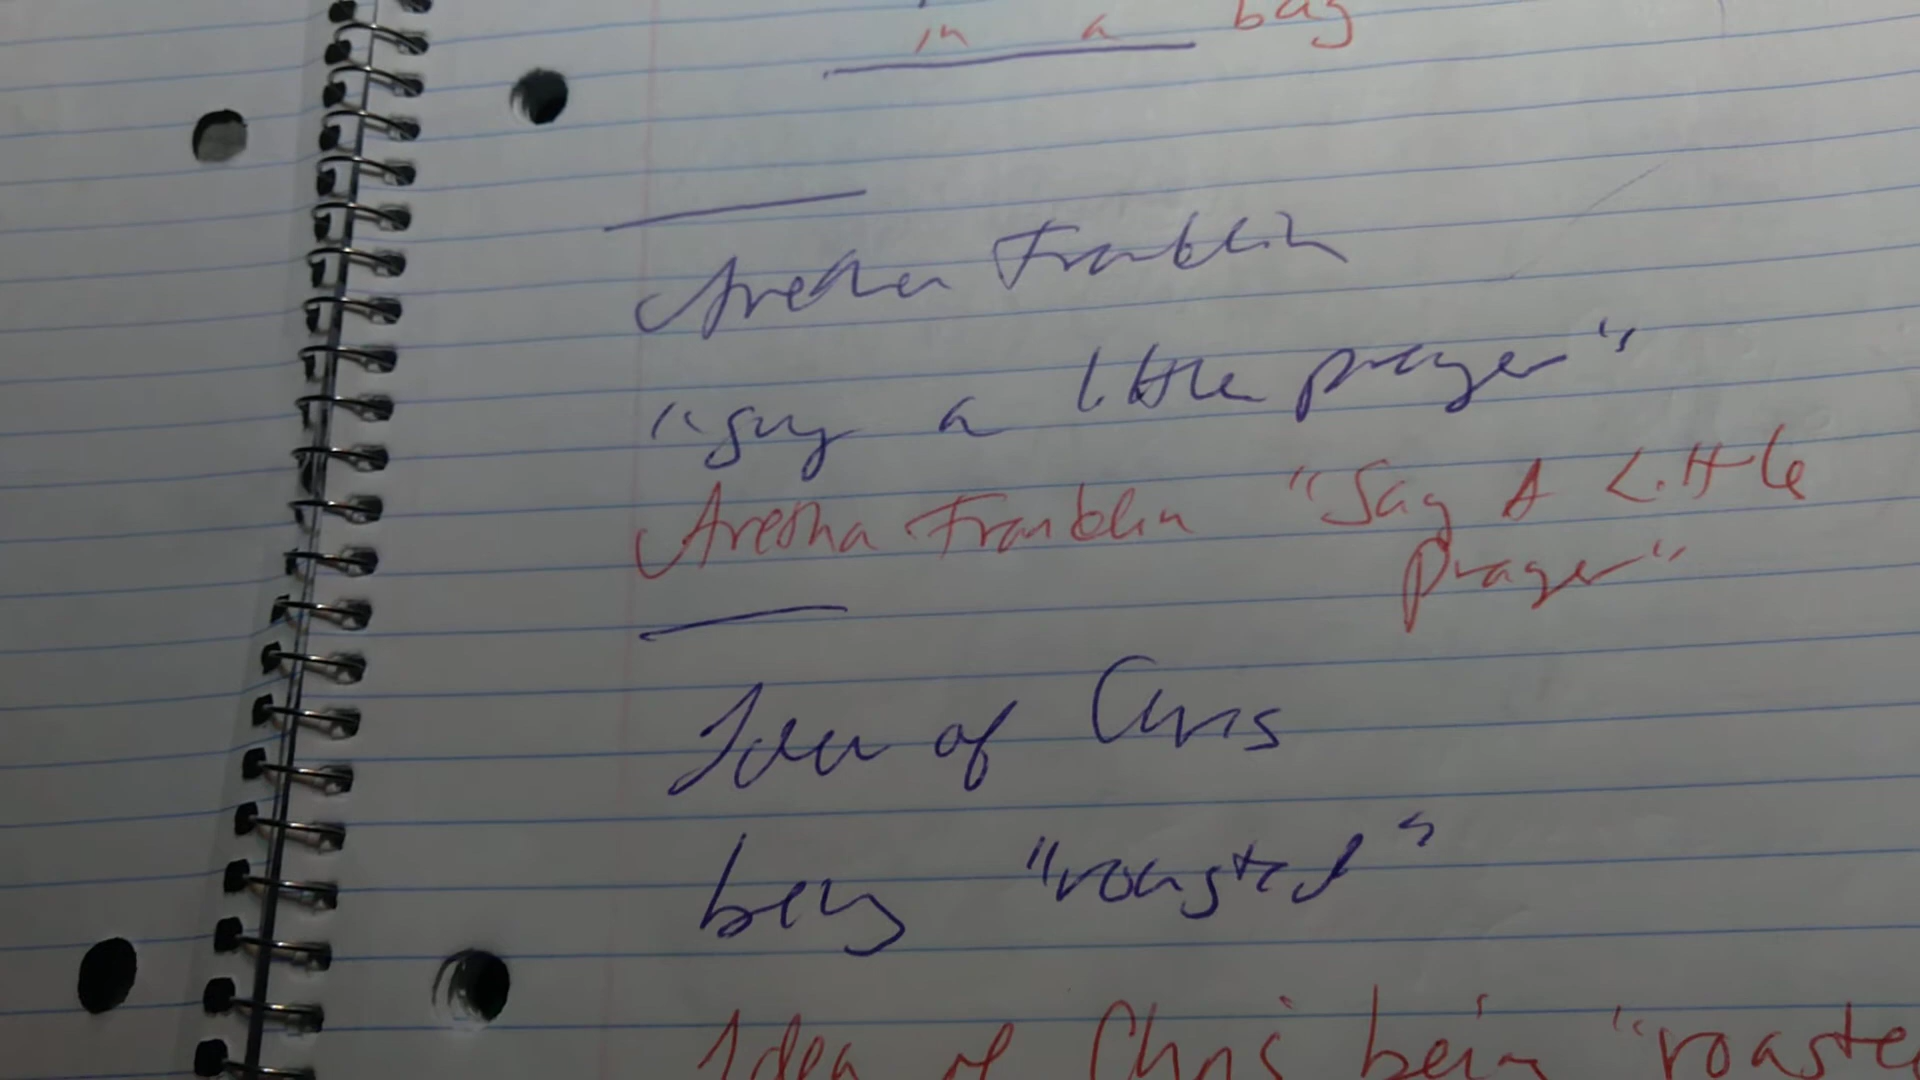 in a bag
Aretha Franklin
"say a little prayer"
Aretha Franklin "Say A Little
Prayer"
Idea of Chris
being "roasted"
Idea of Chris being "roaste